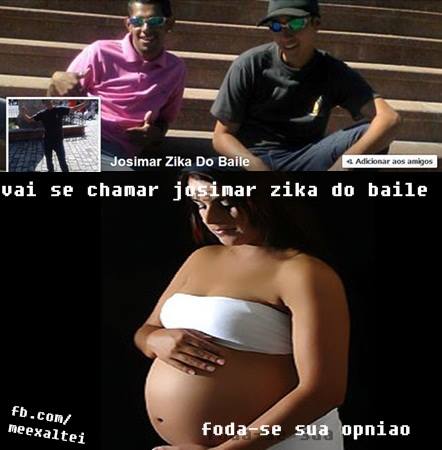 Josimar Zika Do Baile
Adicionar aos amigos
vai se chamar josimar zika do baile
fb.com/
meexaltei
foda-se sua opniao